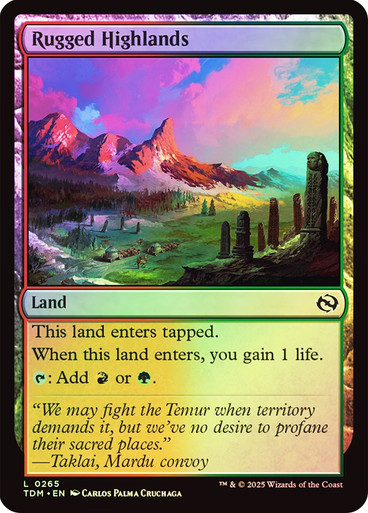 Rugged Highlands
Land
This land enters tapped.
When this land enters, you gain 1 life.
: Add or .
“We may fight the Temur when territory
demands it, but we’ve no desire to profane
their sacred places.”
—Taklai, Mardu convoy
L 0265
TDM • EN Carlos Palma Cruchaga
™ & © 2025 Wizards of the Coast